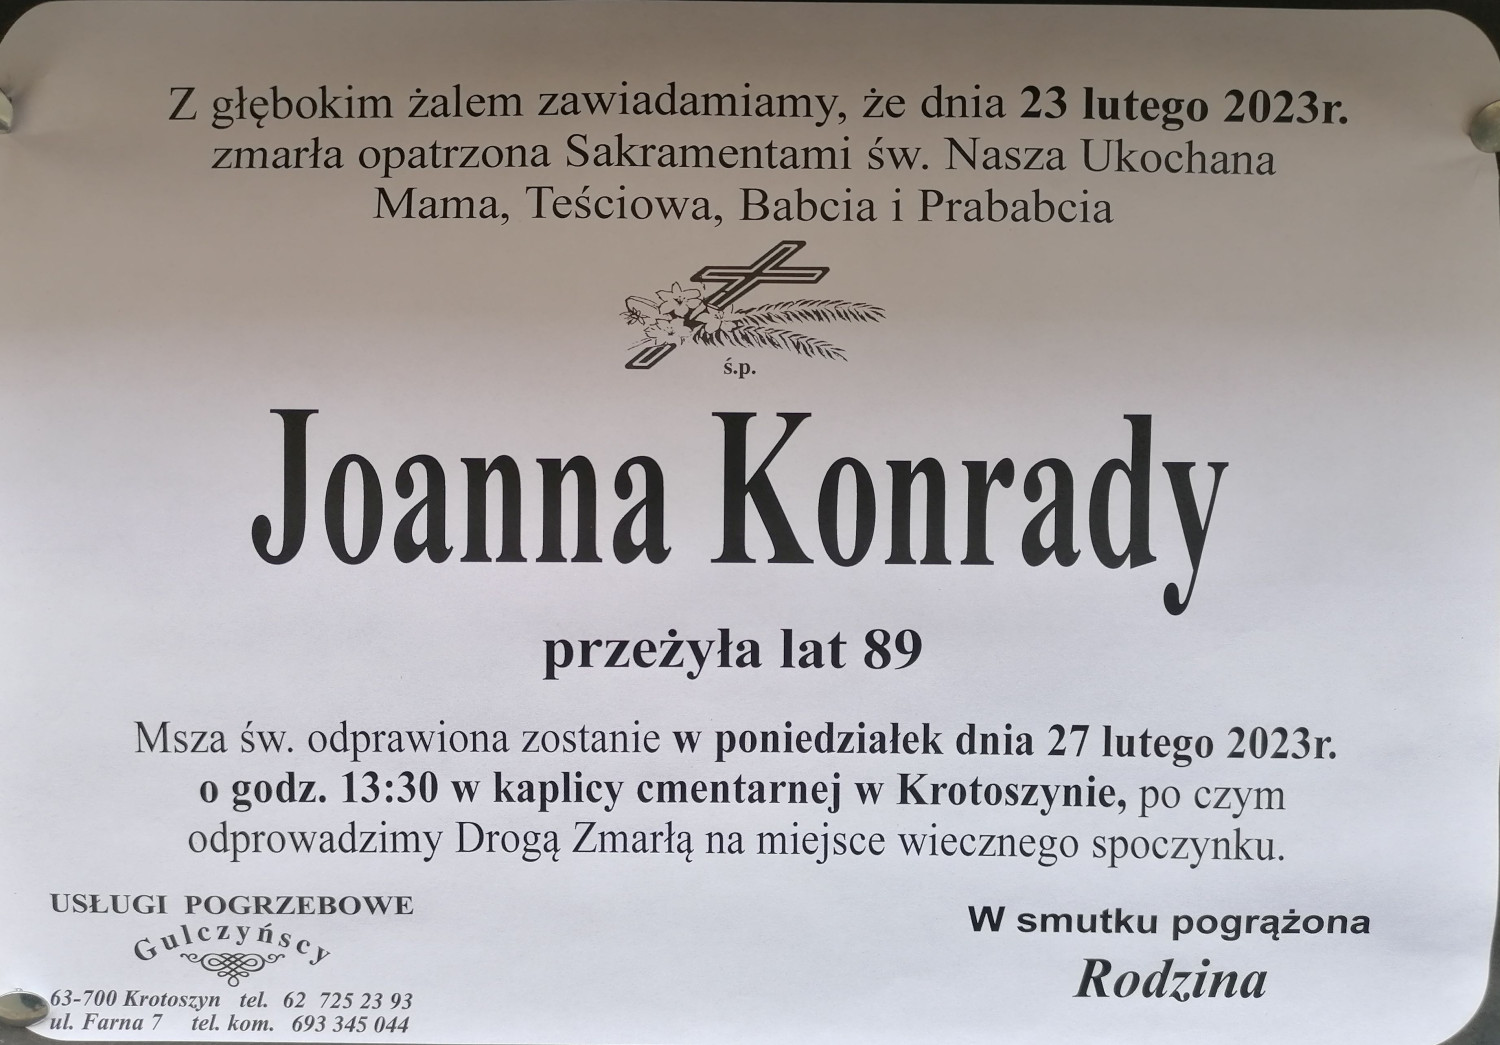 Z głębokim żalem zawiadamiamy, że dnia 23 lutego 2023r.
zmarła opatrzona Sakramentami św. Nasza Ukochana
Mama, Teściowa, Babcia i Prababcia
ś.p.
Joanna Konrady
przeżyła lat 89
Msza św. odprawiona zostanie w poniedziałek dnia 27 lutego 2023r.
o godz. 13:30 w kaplicy cmentarnej w Krotoszynie, po czym
odprowadzimy Drogą Zmarłą na miejsce wiecznego spoczynku.
USŁUGI POGRZEBOWE
Gulczyńscy
63-700 Krotoszyn tel. 62 725 23 93
ul. Farna 7 tel. kom. 693 345 044
W smutku pogrążona
Rodzina